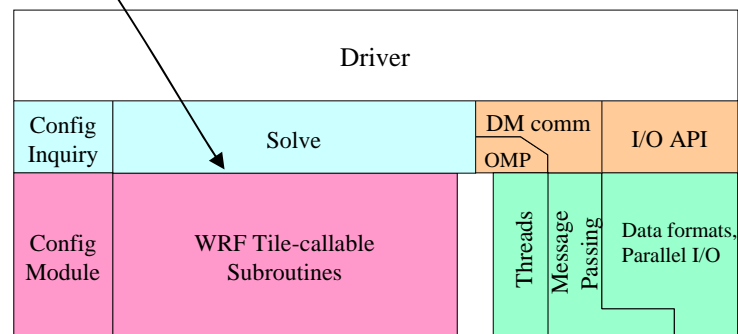 Driver
Config
Inquiry
Solve
DM comm
OMP
I/O API
Config
Module
WRF Tile-callable
Subroutines
Threads
Message
Passing
Data formats,
Parallel I/O